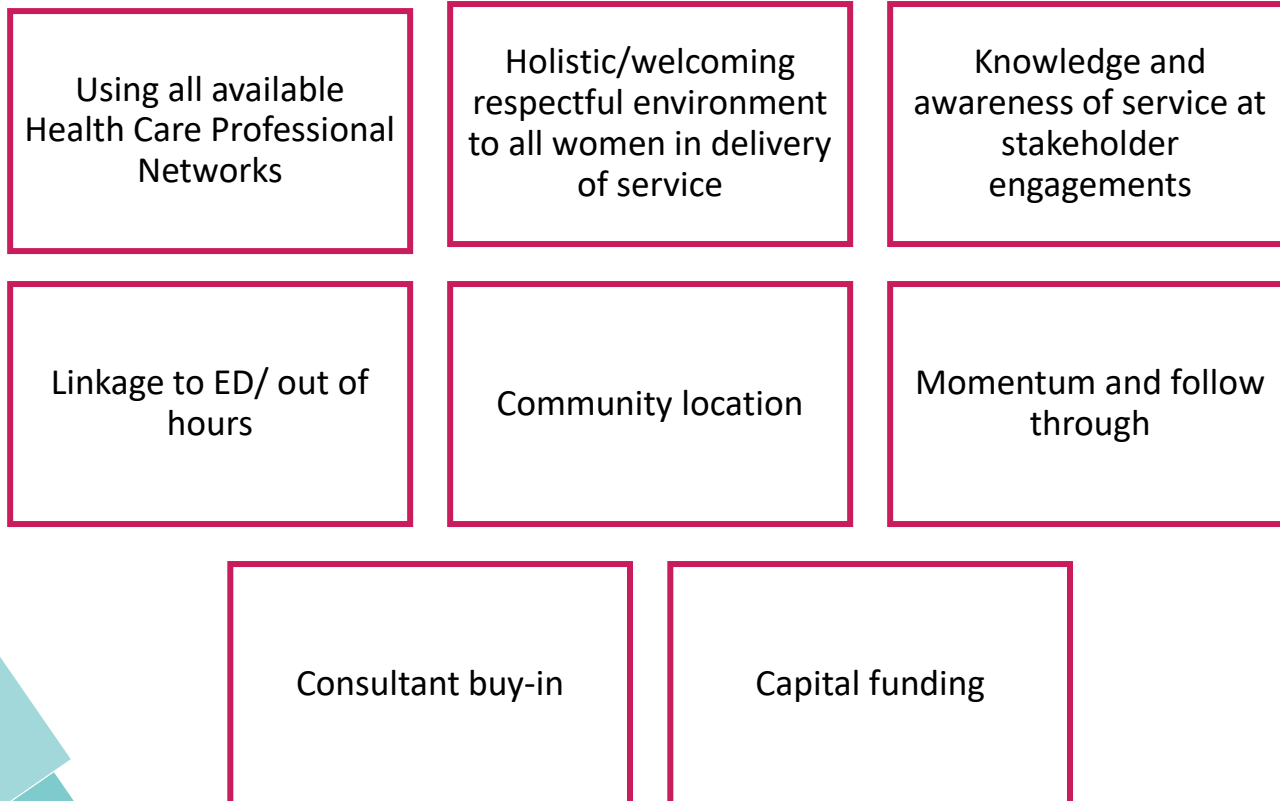 Using all available
Health Care Professional
Networks
Holistic/welcoming
respectful environment
to all women in delivery
of service
Knowledge and
awareness of service at
stakeholder
engagements
Linkage to ED/ out of
hours
Community location
Momentum and follow
through
Consultant buy-in
Capital funding